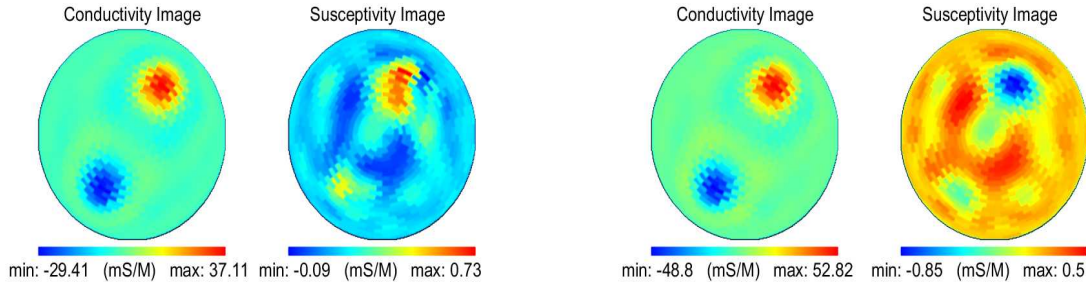 Conductivity Image Susceptivity Image Conductivity Image Susceptivity Image
min: -29.41 (mS/M) max: 37.11 min: -0.09 (mS/M) max: 0.73 min: -48.8 (mS/M) max: 52.82 min: -0.85 (mS/M) max: 0.5